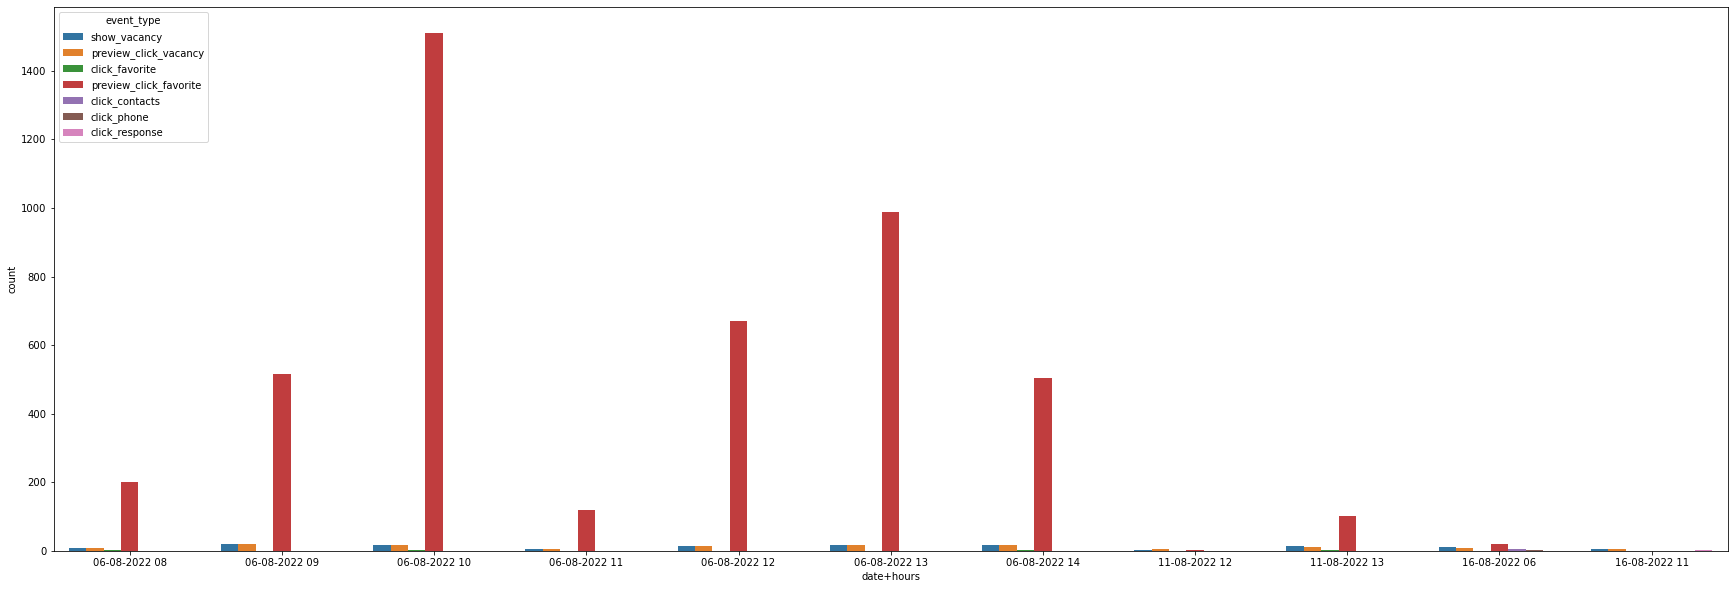 event_type
show_vacancy
preview_click_vacancy
click_favorite
preview_click_favorite
click_contacts
click_phone
click_response
1400
1200
1000
800
600
400
200
0
count
06-08-2022 08
06-08-2022 09
06-08-2022 10
06-08-2022 11
06-08-2022 12
06-08-2022 13
06-08-2022 14
11-08-2022 12
11-08-2022 13
16-08-2022 06
16-08-2022 11
date+hours